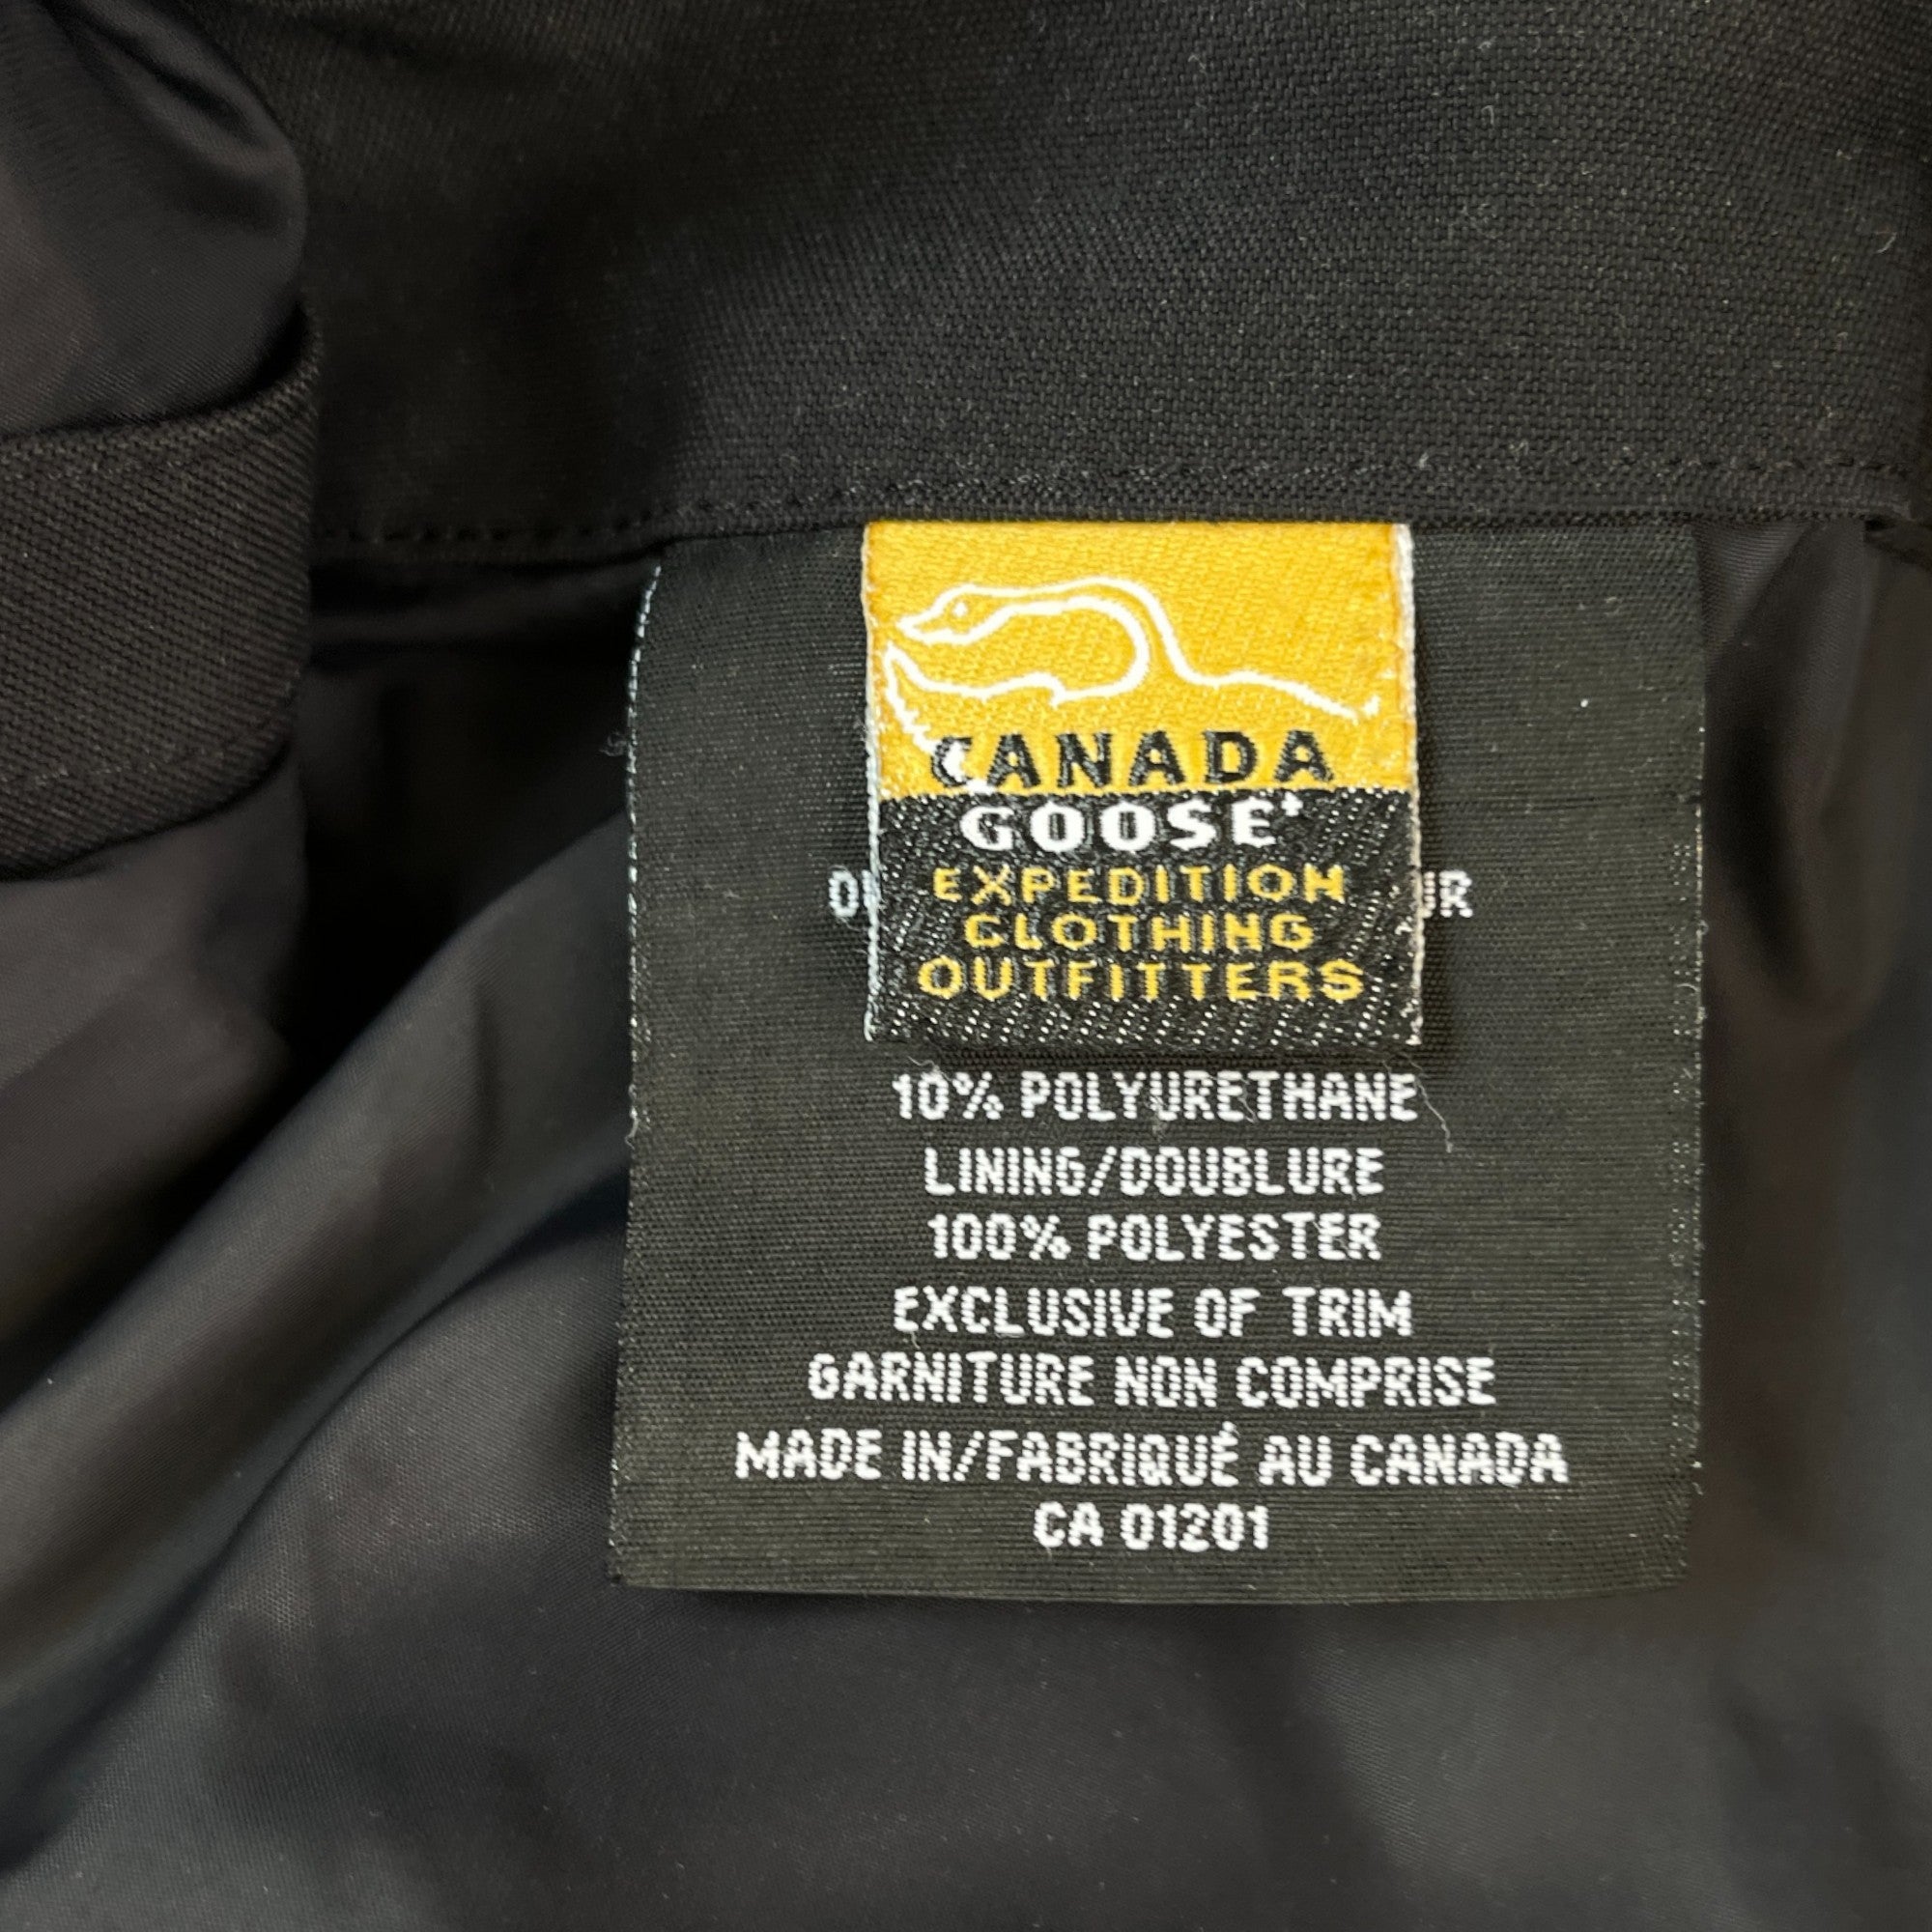 CANADA
GOOSE
EXPEDITION
CLOTHING
OUTFITTERS
10% POLYURETHANE
LINING/DOUBLURE
100% POLYESTER
EXCLUSIVE OF TRIM
GARNITURE NON COMPRISE
MADE IN/FABRIQUÉ AU CANADA
CA 01201